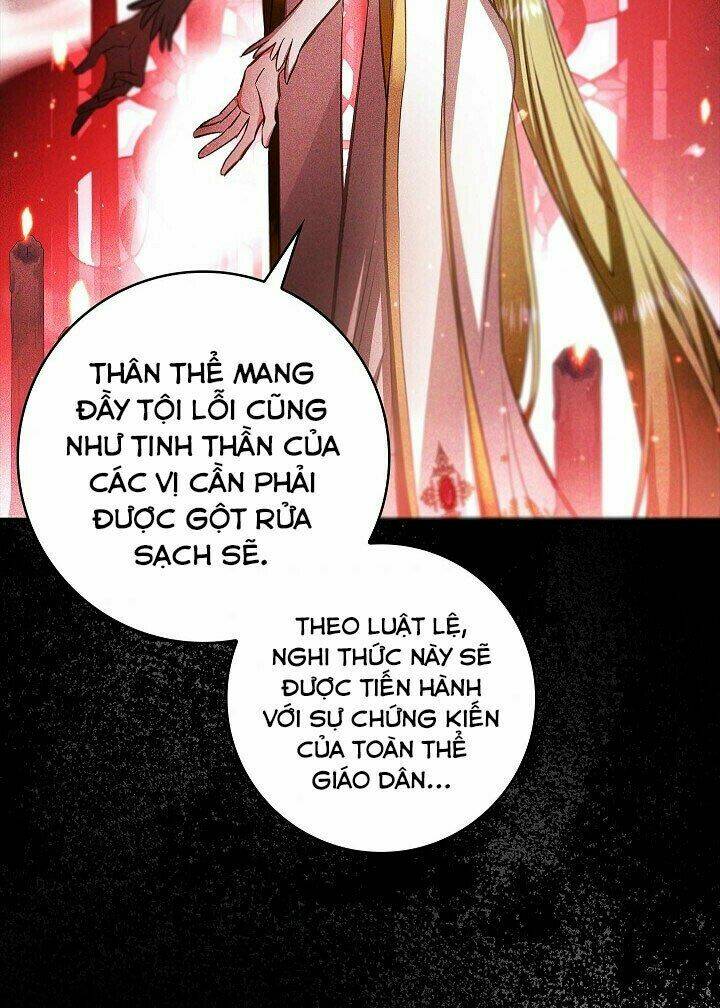 THÂN THỂ MANG
ĐẦY TỘI LỖI CŨNG
NHƯ TINH THẦN CỦA
CÁC VỊ CẦN PHẢI
ĐƯỢC GỘT RỬA
SẠCH SẼ.
THEO LUẬT LỆ,
NGHI THỨC NÀY SẼ
ĐƯỢC TIẾN HÀNH
VỚI SỰ CHỨNG KIẾN
CỦA TOÀN THỂ
GIÁO DÂN...